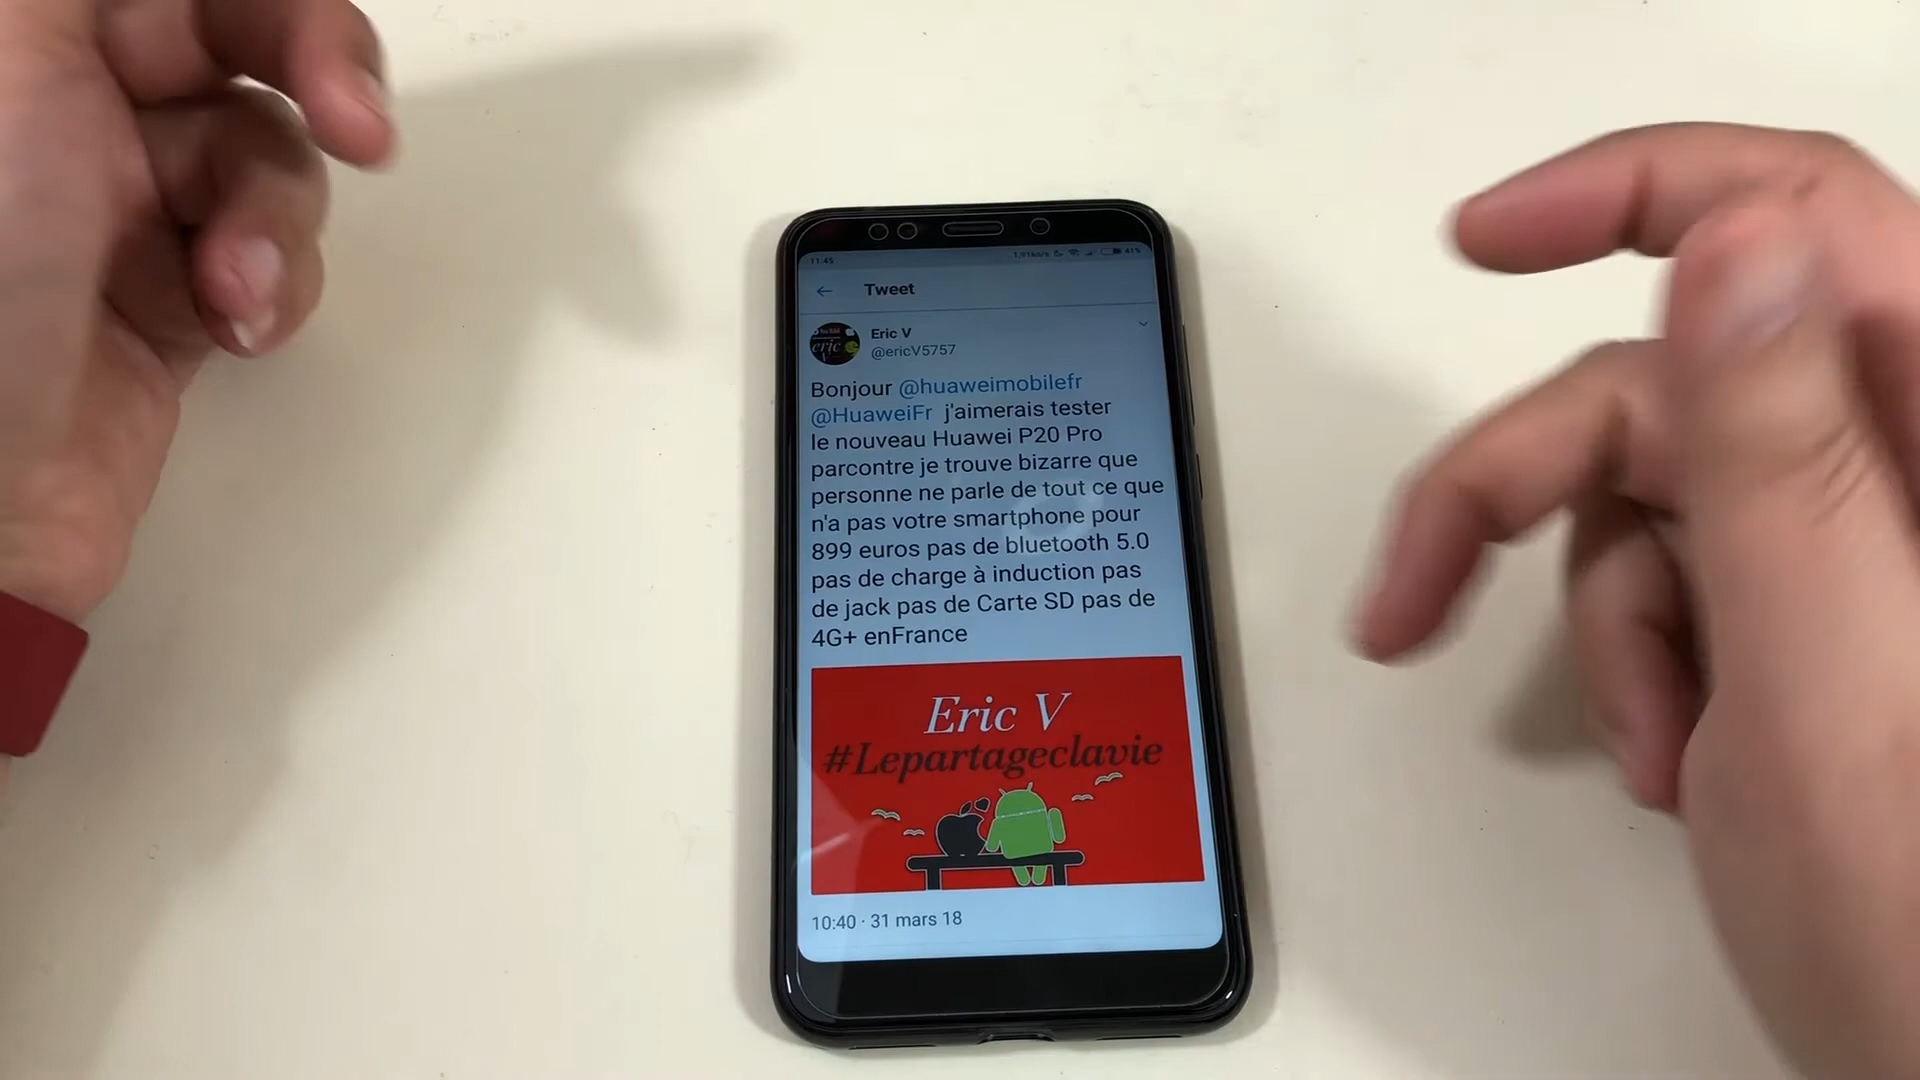 11:45
41%
Tweet
Eric V
@ericV5757
Bonjour @huaweimobilefr
@HuaweiFr j'aimerais tester
le nouveau Huawei P20 Pro
parcontre je trouve bizarre que
personne ne parle de tout ce que
n'a pas votre smartphone pour
899 euros pas de bluetooth 5.0
pas de charge à induction pas
de jack pas de Carte SD pas de
4G+ enFrance
Eric V
#Lepartageclavie
10:40 · 31 mars 18